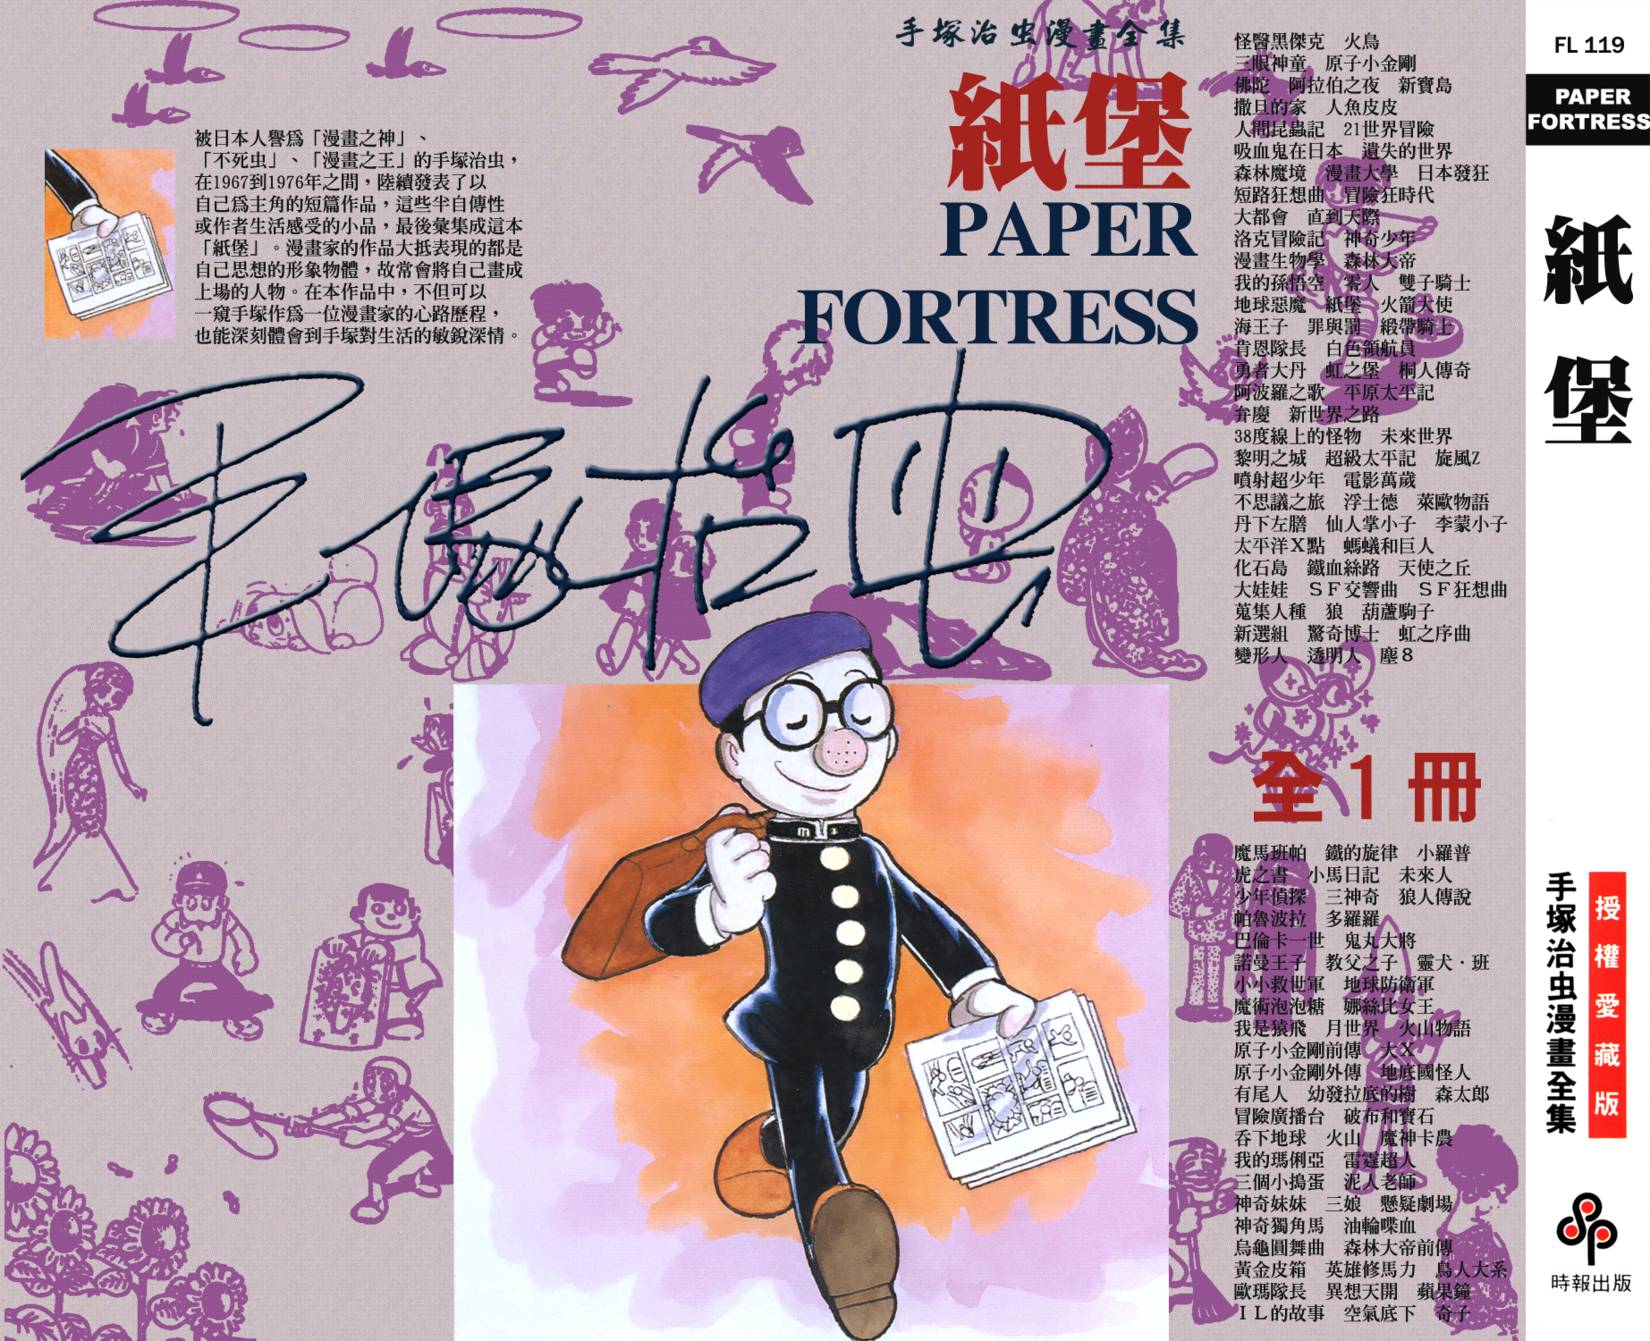 手塚治虫漫畫全集
紙堡
PAPER
FORTRESS
被日本人譽爲「漫畫之神」、
「不死虫」、「漫畫之王」的手塚治虫，
在1967到1976年之間，陸續發表了以
自己爲主角的短篇作品，這些半自傳性
或作者生活感受的小品，最後彙集成這本
「紙堡」。漫畫家的作品大抵表現的都是
自己思想的形象物體，故常會將自己畫成
上場的人物。在本作品中，不但可以
一窺手塚作爲一位漫畫家的心路歷程，
也能深刻體會到手塚對生活的敏銳深情。
手塚治虫
怪醫黑傑克　火鳥
三眼神童　原子小金剛
佛陀　阿拉伯之夜　新寶島
撒旦的家　人魚皮皮
人間昆蟲記　21世界冒險
吸血鬼在日本　遺失的世界
森林魔境　漫畫大學　日本發狂
短路狂想曲　冒險狂時代
大都會　直到天際
洛克冒險記　神奇少年
漫畫生物學　森林大帝
我的孫悟空　零人　雙子騎士
地球惡魔　紙堡　火箭大使
海王子　罪與罰　緞帶騎士
肯恩隊長　白色領航員
勇者大丹　虹之堡　桐人傳奇
阿波羅之歌　平原太平記
弁慶　新世界之路
38度線上的怪物　未來世界
黎明之城　超級太平記　旋風Z
噴射超少年　電影萬歲
不思議之旅　浮士德　萊歐物語
丹下左膳　仙人掌小子　李蒙小子
太平洋X點　螞蟻和巨人
化石島　鐵血絲路　天使之丘
大娃娃　SF交響曲　SF狂想曲
蒐集人種　狼　葫蘆駒子
新選組　驚奇博士　虹之序曲
變形人　透明人　塵8
全1冊
魔馬班帕　鐵的旋律　小羅普
虎之書　小馬日記　未來人
少年偵探　三神奇　狼人傳說
帕魯波拉　多羅羅
巴倫卡一世　鬼丸大將
諾曼王子　教父之子　靈犬·班
小小救世軍　地球防衛軍
魔術泡泡糖　娜絲比女王
我是猿飛　月世界　火山物語
原子小金剛前傳　大X
原子小金剛外傳　地底國怪人
有尾人　幼發拉底的樹　森太郎
冒險廣播台　破布和寶石
吞下地球　火山　魔神卡農
我的瑪俐亞　雷霆超人
三個小搗蛋　泥人老師
神奇妹妹　三娘　懸疑劇場
神奇獨角馬　油輪喋血
烏龜圓舞曲　森林大帝前傳
黃金皮箱　英雄修馬力　鳥人大系
歐瑪隊長　異想天開　蘋果鐘
IL的故事　空氣底下　奇子
FL 119
PAPER
FORTRESS
紙堡
手塚治虫漫畫全集
授權愛藏版
時報出版